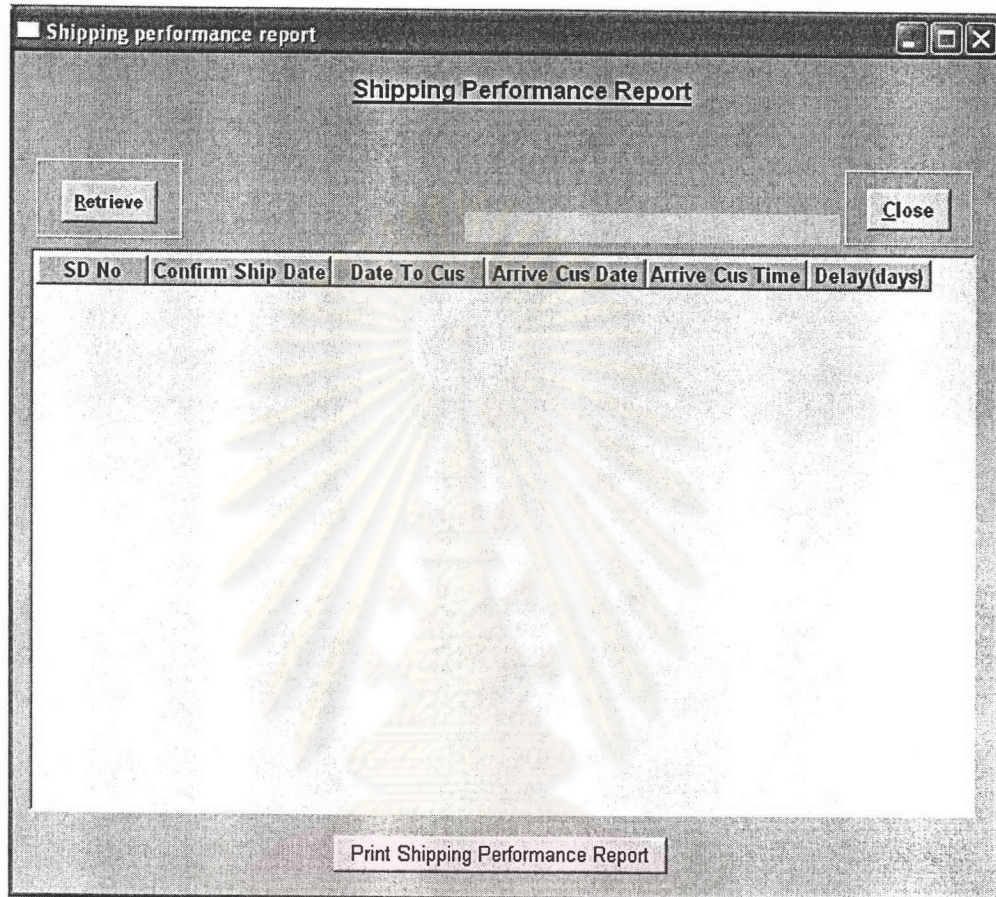 Shipping performance report
Shipping Performance Report
Retrieve
Close
SD No Confirm Ship Date Date To Cus Arrive Cus Date Arrive Cus Time Delay(days)
Print Shipping Performance Report